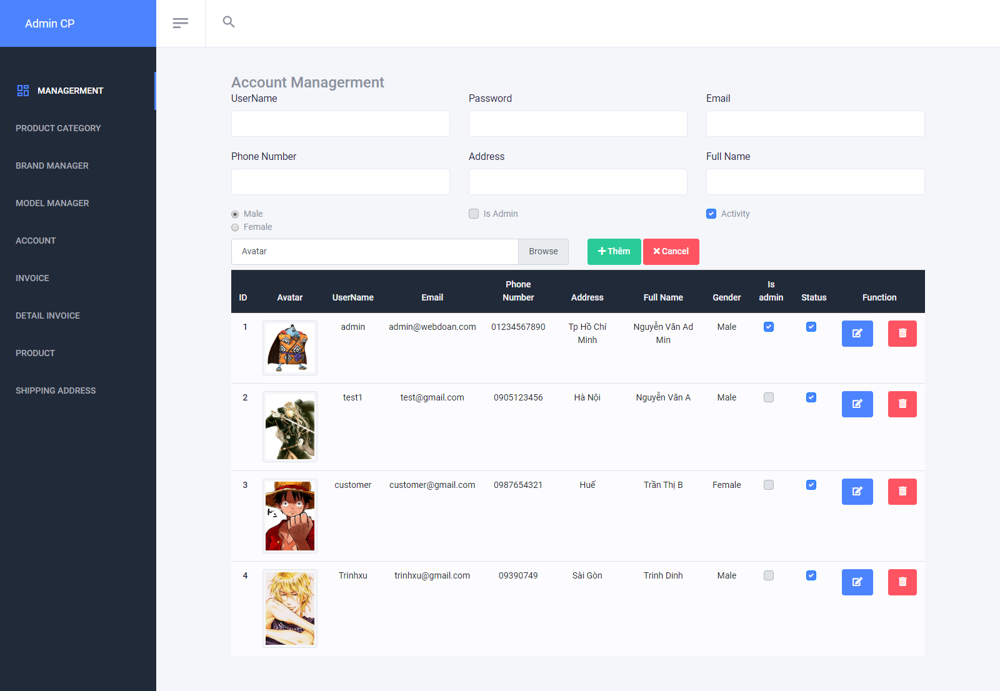 Admin CP
MANAGERMENT
PRODUCT CATEGORY
BRAND MANAGER
MODEL MANAGER
ACCOUNT
INVOICE
DETAIL INVOICE
PRODUCT
SHIPPING ADDRESS
Account Managerment
UserName Password Email
Phone Number Address Full Name
Male Is Admin Activity
Female
Avatar Browse Thêm Cancel
ID Avatar UserName Email Phone Number Address Full Name Gender Is admin Status Function
1 admin admin@webdoan.com 01234567890 Tp Hồ Chí Minh Nguyễn Văn Ad Min Male
2 test1 test@gmail.com 0905123456 Hà Nội Nguyễn Văn A Male
3 customer customer@gmail.com 0987654321 Huế Trần Thị B Female
ドン
4 Trinhxu trinhxu@gmail.com 09390749 Sài Gòn Trinh Dinh Male